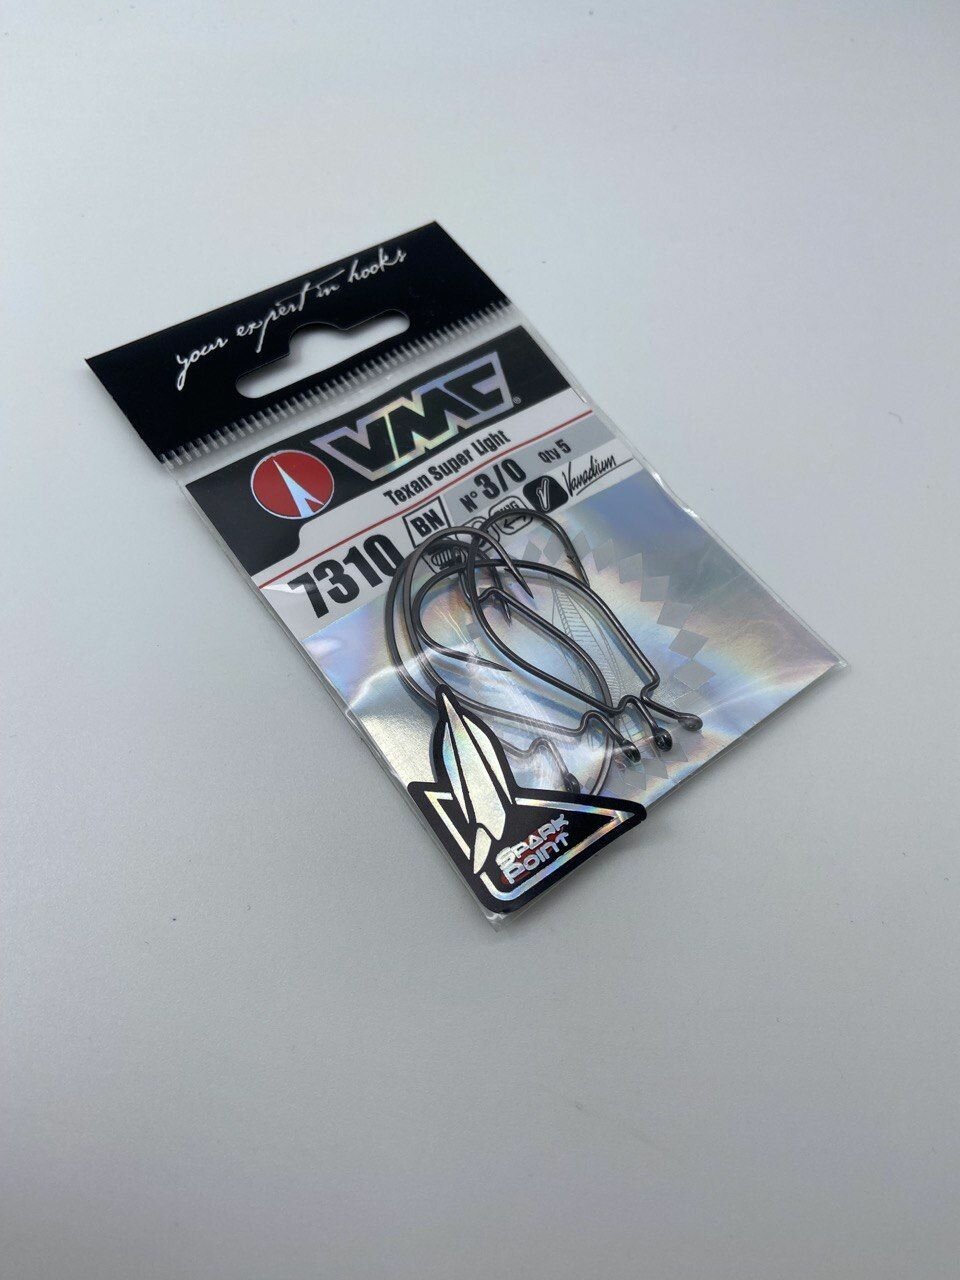 your expert in hooks
VMC®
Texan Super Light
7310 BN N° 3/0 Qty 5
Vanadium
SPARK
POINT